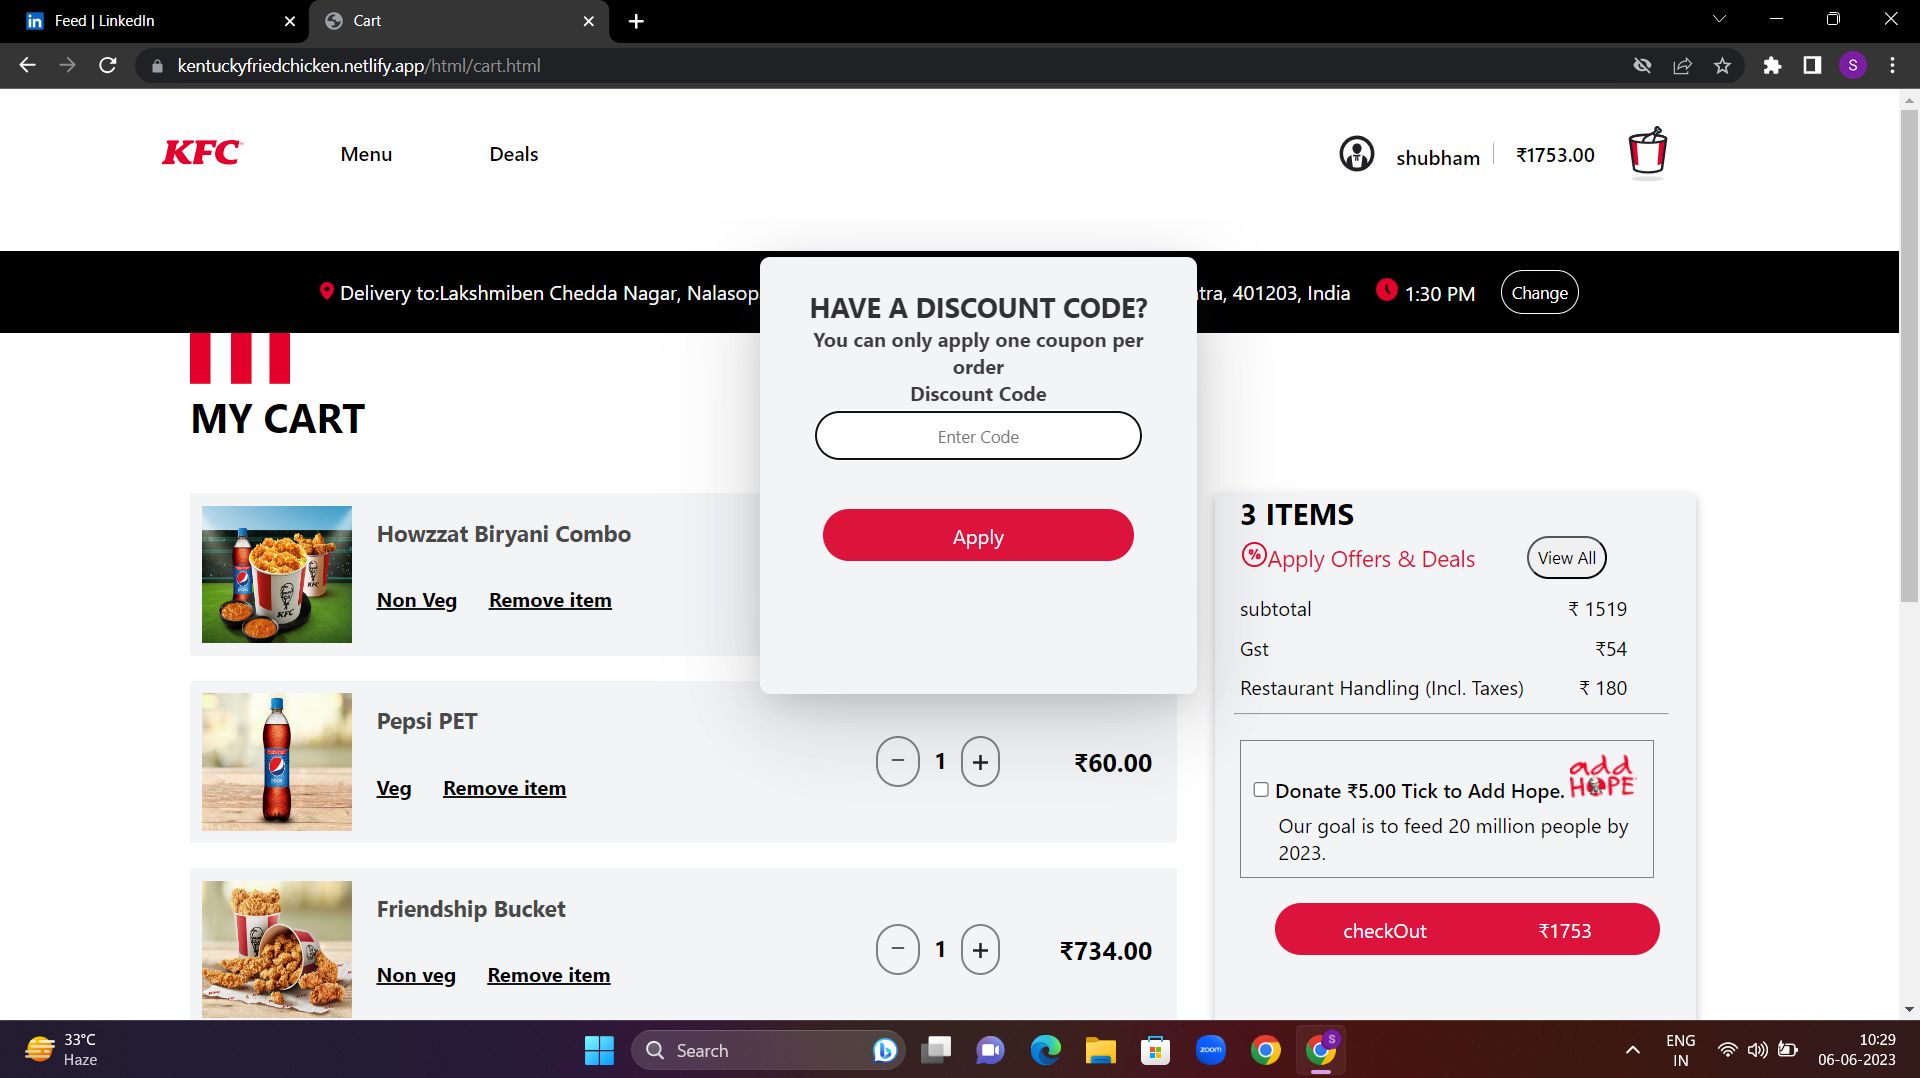 Feed | LinkedIn
Cart
kentuckyfriedchicken.netlify.app/html/cart.html
S
KFC
Menu
Deals
shubham
₹1753.00
Delivery to:Lakshmiben Chedda Nagar, Nalasop
tra, 401203, India
1:30 PM
Change
HAVE A DISCOUNT CODE?
You can only apply one coupon per
order
Discount Code
Enter Code
Apply
MY CART
Howzzat Biryani Combo
Non Veg
Remove item
Pepsi PET
Veg
Remove item
− 1 +
₹60.00
Friendship Bucket
Non veg
Remove item
− 1 +
₹734.00
3 ITEMS
% Apply Offers & Deals
View All
subtotal ₹ 1519
Gst ₹54
Restaurant Handling (Incl. Taxes) ₹ 180
Donate ₹5.00 Tick to Add Hope.
add
HOPE
Our goal is to feed 20 million people by
2023.
checkOut ₹1753
33°C
Haze
Search
zoom
S
ENG
IN
10:29
06-06-2023